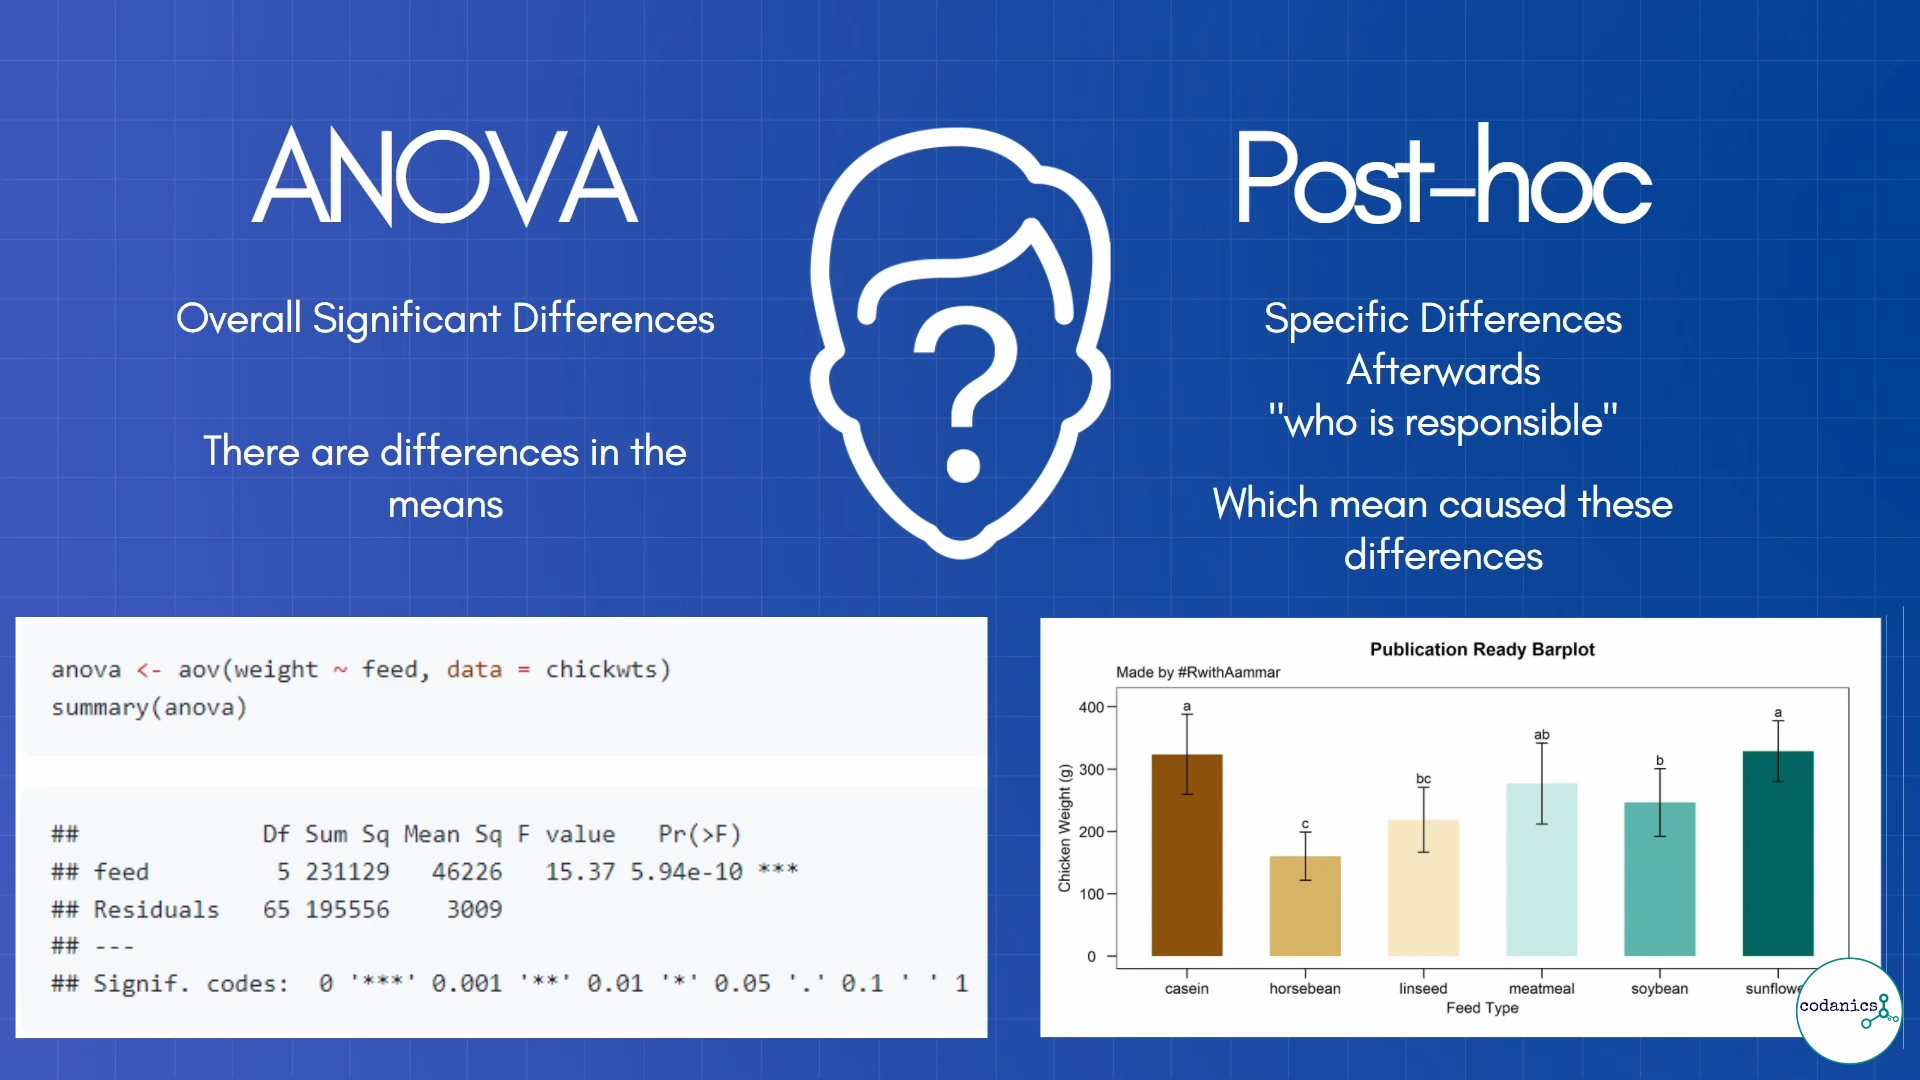 ANOVA
Overall Significant Differences
There are differences in the
means
?
Post-hoc
Specific Differences
Afterwards
"who is responsible"
Which mean caused these
differences
anova <- aov(weight ~ feed, data = chickwts)
summary(anova)
##              Df Sum Sq Mean Sq F value   Pr(>F)
## feed         5 231129   46226   15.37 5.94e-10 ***
## Residuals   65 195556    3009
## ---
## Signif. codes:  0 '***' 0.001 '**' 0.01 '*' 0.05 '.' 0.1 ' ' 1
Publication Ready Barplot
Made by #RwithAammar
Chicken Weight (g)
400
300
200
100
0
a
c
bc
ab
b
a
casein horsebean linseed meatmeal soybean sunflowe
Feed Type
codanics